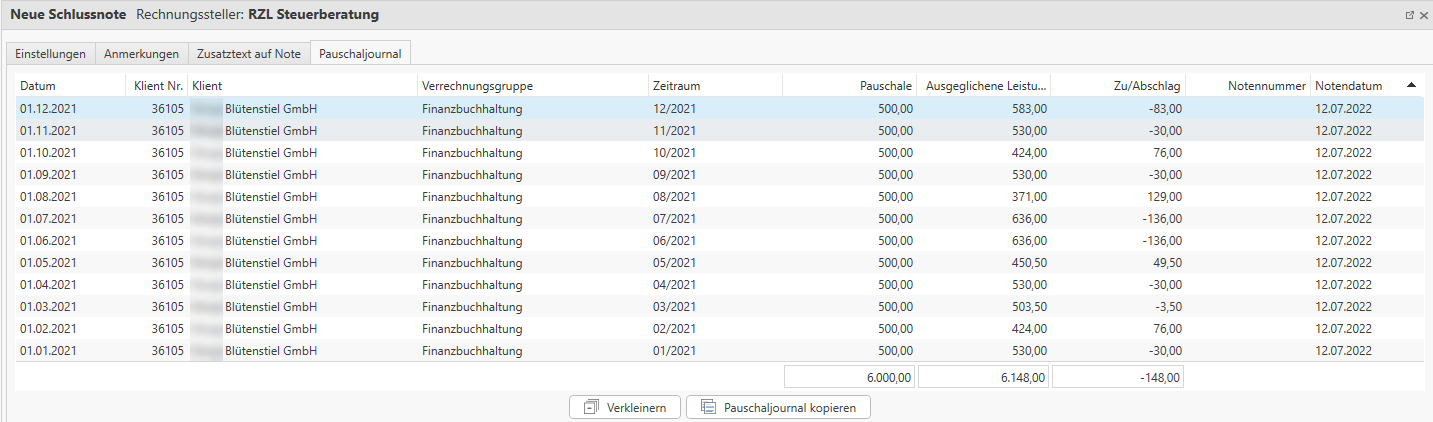 Neue Schlussnote Rechnungssteller: RZL Steuerberatung
Einstellungen Anmerkungen Zusatztext auf Note Pauschaljournal
Datum Klient Nr. Klient Verrechnungsgruppe Zeitraum Pauschale Ausgeglichene Leistu... Zu/Abschlag Notennummer Notendatum
01.12.2021 36105 Blütenstiel GmbH Finanzbuchhaltung 12/2021 500,00 583,00 -83,00 12.07.2022
01.11.2021 36105 Blütenstiel GmbH Finanzbuchhaltung 11/2021 500,00 530,00 -30,00 12.07.2022
01.10.2021 36105 Blütenstiel GmbH Finanzbuchhaltung 10/2021 500,00 424,00 76,00 12.07.2022
01.09.2021 36105 Blütenstiel GmbH Finanzbuchhaltung 09/2021 500,00 530,00 -30,00 12.07.2022
01.08.2021 36105 Blütenstiel GmbH Finanzbuchhaltung 08/2021 500,00 371,00 129,00 12.07.2022
01.07.2021 36105 Blütenstiel GmbH Finanzbuchhaltung 07/2021 500,00 636,00 -136,00 12.07.2022
01.06.2021 36105 Blütenstiel GmbH Finanzbuchhaltung 06/2021 500,00 636,00 -136,00 12.07.2022
01.05.2021 36105 Blütenstiel GmbH Finanzbuchhaltung 05/2021 500,00 450,50 49,50 12.07.2022
01.04.2021 36105 Blütenstiel GmbH Finanzbuchhaltung 04/2021 500,00 530,00 -30,00 12.07.2022
01.03.2021 36105 Blütenstiel GmbH Finanzbuchhaltung 03/2021 500,00 503,50 -3,50 12.07.2022
01.02.2021 36105 Blütenstiel GmbH Finanzbuchhaltung 02/2021 500,00 424,00 76,00 12.07.2022
01.01.2021 36105 Blütenstiel GmbH Finanzbuchhaltung 01/2021 500,00 530,00 -30,00 12.07.2022
6.000,00 6.148,00 -148,00
Verkleinern Pauschaljournal kopieren